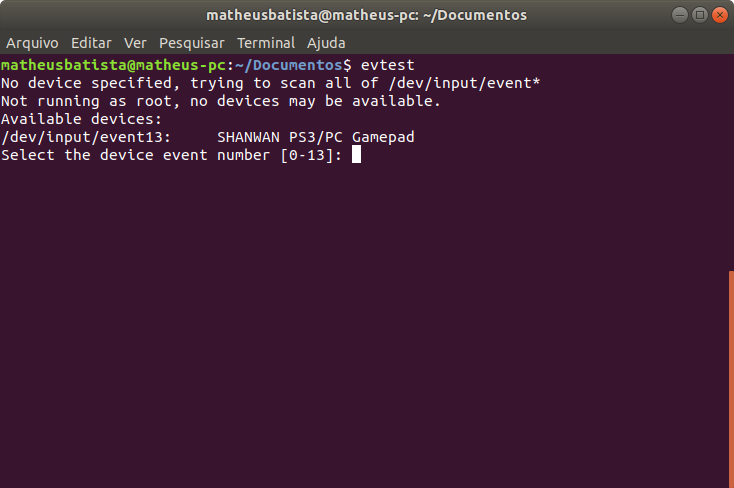 matheusbatista@matheus-pc: ~/Documentos
Arquivo Editar Ver Pesquisar Terminal Ajuda
matheusbatista@matheus-pc:~/Documentos$ evtest
No device specified, trying to scan all of /dev/input/event*
Not running as root, no devices may be available.
Available devices:
/dev/input/event13:     SHANWAN PS3/PC Gamepad
Select the device event number [0-13]: